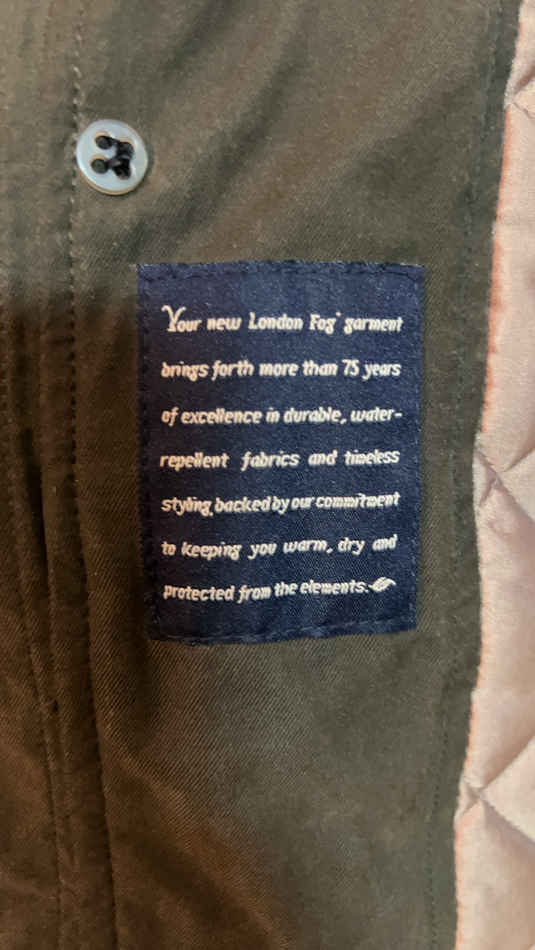 Your new London Fog® garment
brings forth more than 75 years
of excellence in durable, water-
repellent fabrics and timeless
styling backed by our commitment
to keeping you warm, dry and
protected from the elements.